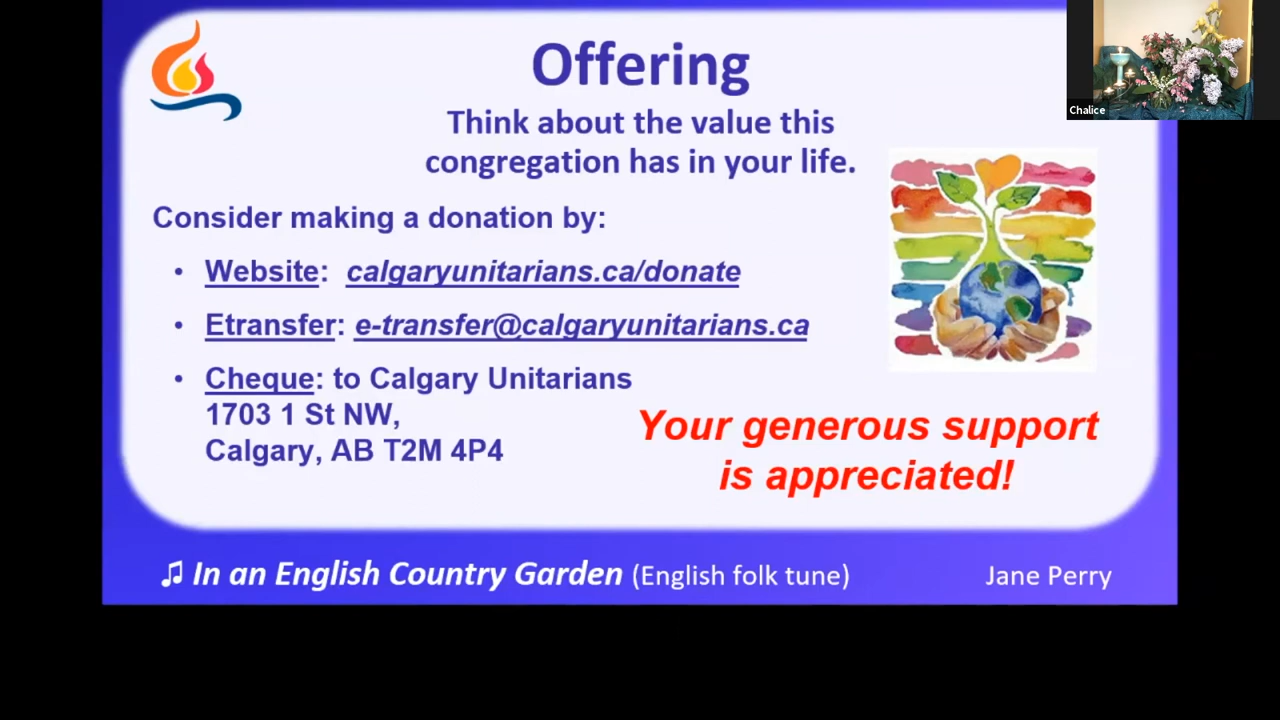 Offering
Think about the value this
congregation has in your life.
Consider making a donation by:
• Website: calgaryunitarians.ca/donate
• Etransfer: e-transfer@calgaryunitarians.ca
• Cheque: to Calgary Unitarians
1703 1 St NW,
Calgary, AB T2M 4P4
Your generous support
is appreciated!
♫ In an English Country Garden (English folk tune) Jane Perry
Chalice